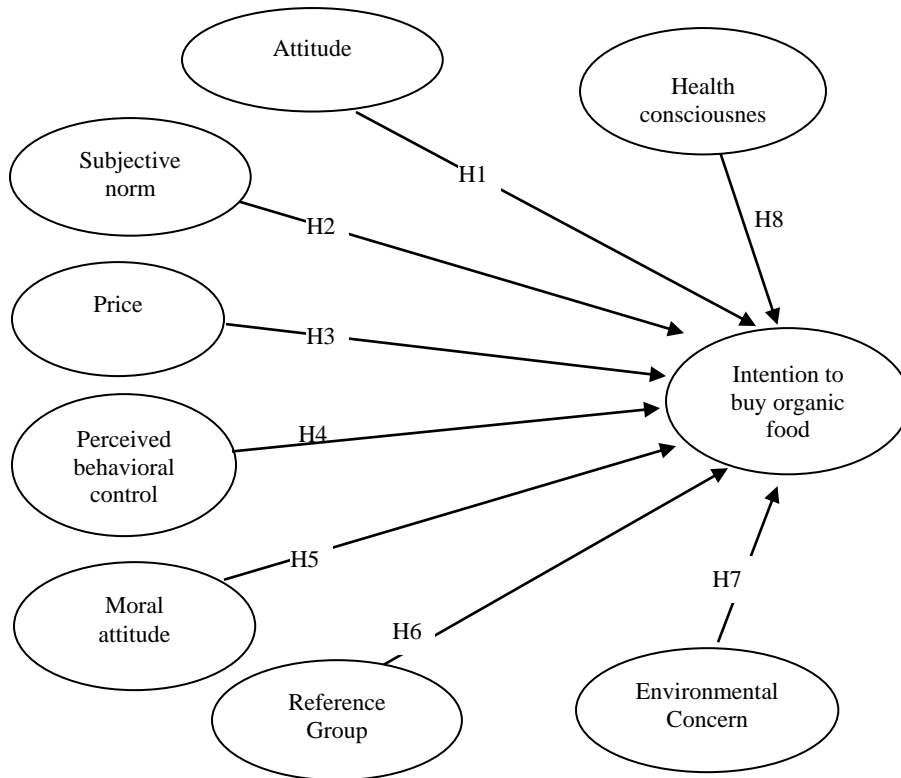 Attitude
Health
consciousnes
Subjective
norm
H1
H2
H8
Price
H3
Intention to
buy organic
food
Perceived
behavioral
control
H4
H5
Moral
attitude
H7
H6
Reference
Group
Environmental
Concern